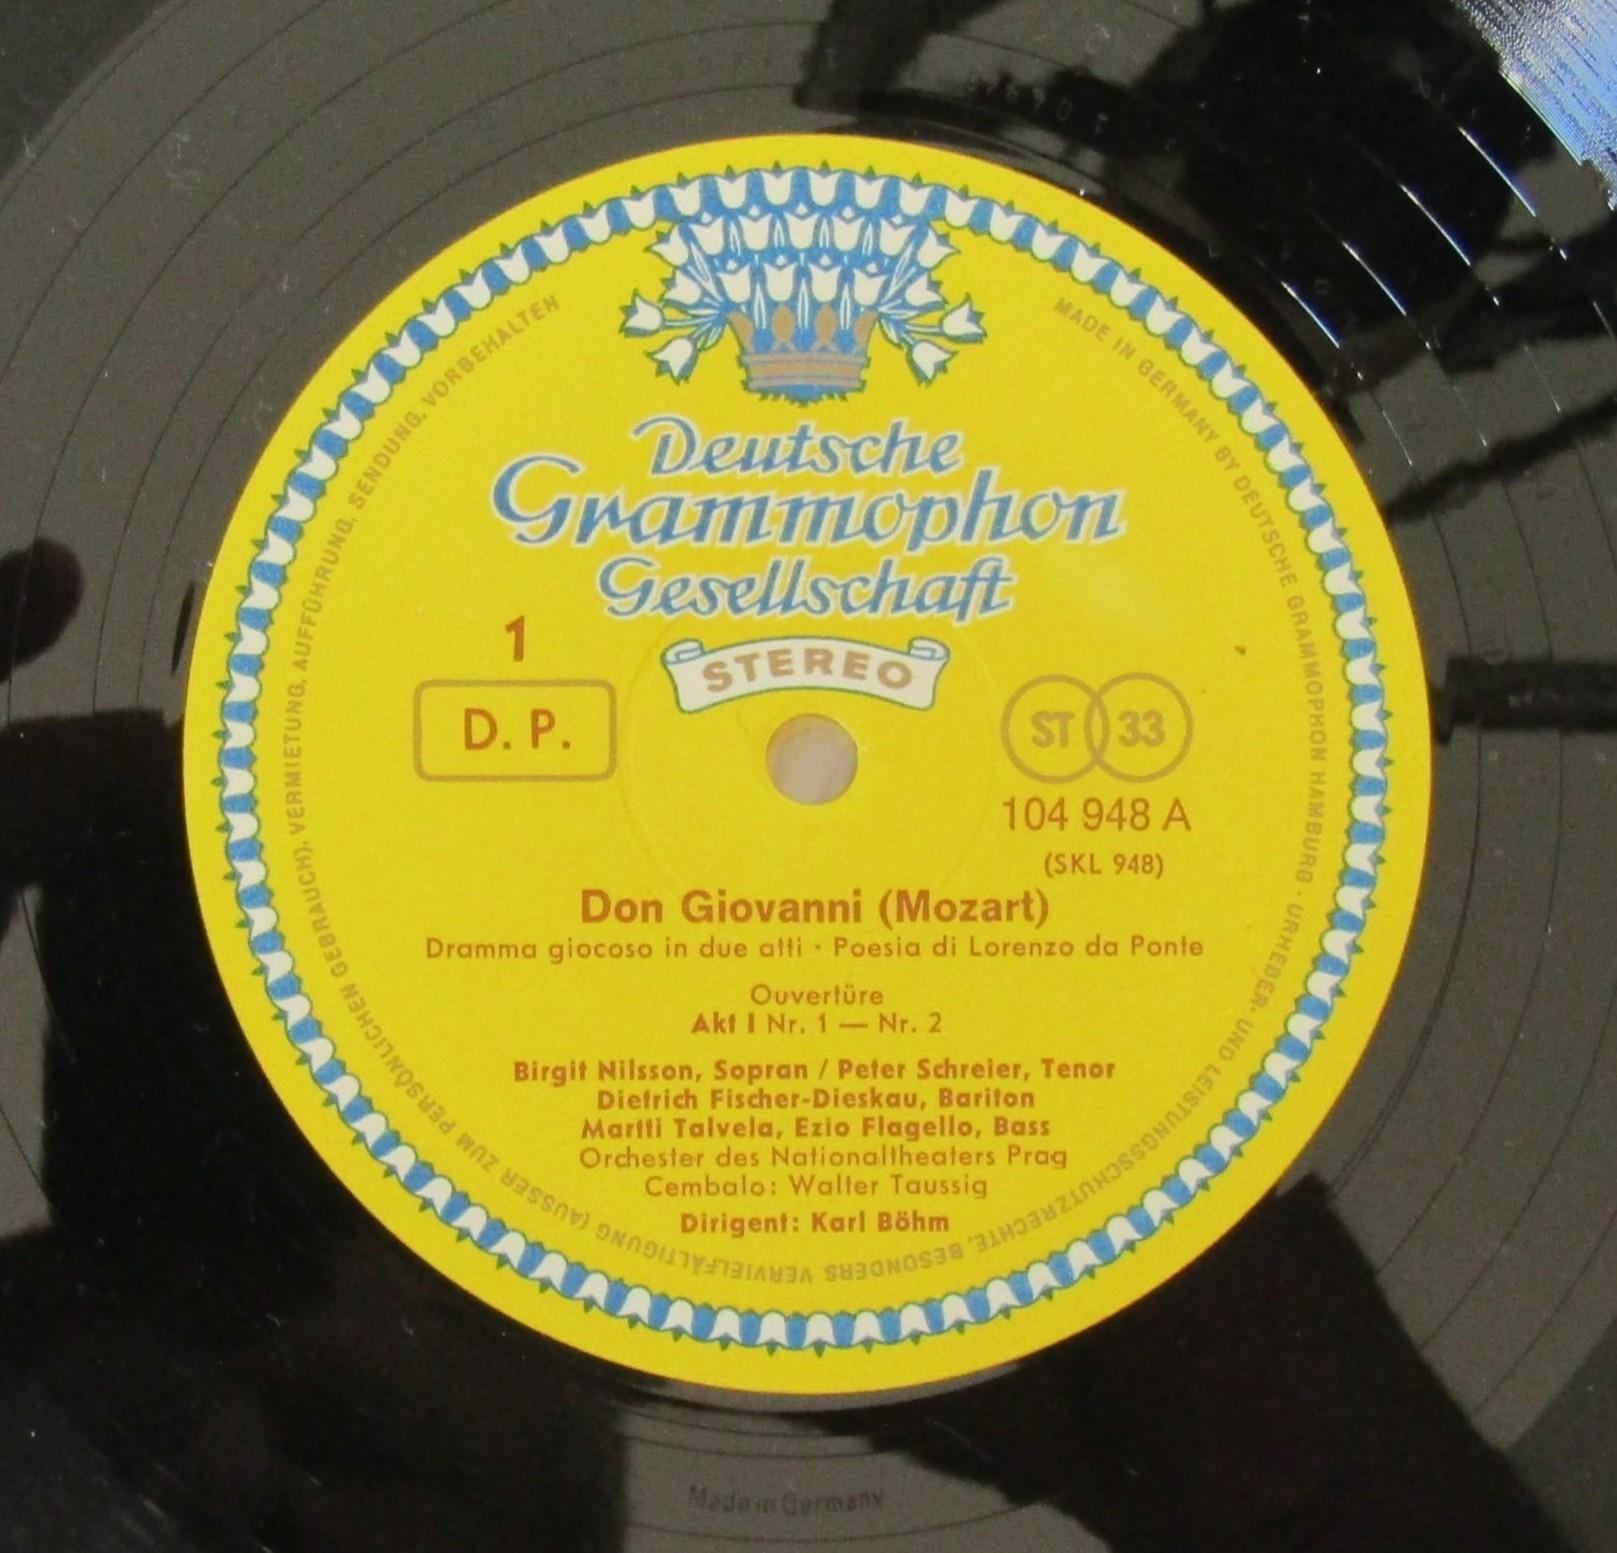 Deutsche
Grammophon
Gesellschaft
STEREO
1
D. P.
ST 33
104 948 A
(SKL 948)
Don Giovanni (Mozart)
Dramma giocoso in due atti · Poesia di Lorenzo da Ponte
Ouvertüre
Akt I Nr. 1 — Nr. 2
Birgit Nilsson, Sopran / Peter Schreier, Tenor
Dietrich Fischer-Dieskau, Bariton
Martti Talvela, Ezio Flagello, Bass
Orchester des Nationaltheaters Prag
Cembalo: Walter Taussig
Dirigent: Karl Böhm
MADE IN GERMANY BY DEUTSCHE GRAMMOPHON HAMBURG · URHEBER- UND LEISTUNGSSCHUTZRECHTE, BESONDERS VERVIELFÄLTIGUNG (AUSSER ZUM PERSÖNLICHEN GEBRAUCH), VERMIETUNG, AUFFÜHRUNG, SENDUNG, VORBEHALTEN
Made in Germany